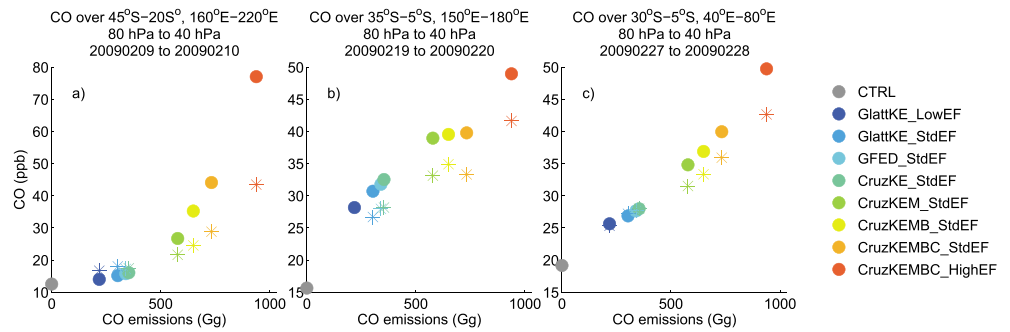 CO over 45°S−20S°, 160°E−220°E
80 hPa to 40 hPa
20090209 to 20090210
CO over 35°S−5°S, 150°E−180°E
80 hPa to 40 hPa
20090219 to 20090220
CO over 30°S−5°S, 40°E−80°E
80 hPa to 40 hPa
20090227 to 20090228
a)
80
70
60
50
40
30
20
10
CO (ppb)
0
500
1000
CO emissions (Gg)
b)
50
45
40
35
30
25
20
15
0
500
1000
CO emissions (Gg)
c)
50
45
40
35
30
25
20
15
0
500
1000
CO emissions (Gg)
CTRL
GlattKE_LowEF
GlattKE_StdEF
GFED_StdEF
CruzKE_StdEF
CruzKEM_StdEF
CruzKEMB_StdEF
CruzKEMBC_StdEF
CruzKEMBC_HighEF